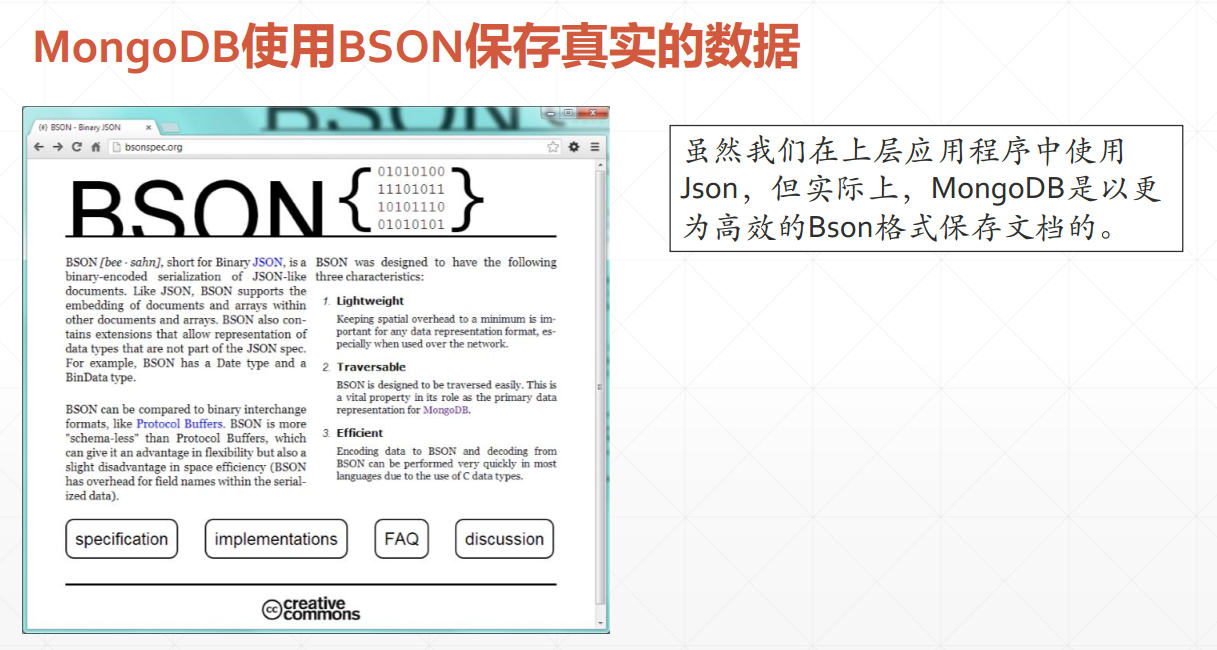 MongoDB使用BSON保存真实的数据
BSON
{#} BSON - Binary JSON
bsonspec.org
BSON{
01010100
11101011
10101110
01010101
}
BSON [bee · sahn], short for Binary JSON, is a
binary-encoded serialization of JSON-like
documents. Like JSON, BSON supports the
embedding of documents and arrays within
other documents and arrays. BSON also con-
tains extensions that allow representation of
data types that are not part of the JSON spec.
For example, BSON has a Date type and a
BinData type.
BSON can be compared to binary interchange
formats, like Protocol Buffers. BSON is more
"schema-less" than Protocol Buffers, which
can give it an advantage in flexibility but also a
slight disadvantage in space efficiency (BSON
has overhead for field names within the serial-
ized data).
BSON was designed to have the following
three characteristics:
1. Lightweight
Keeping spatial overhead to a minimum is im-
portant for any data representation format, es-
pecially when used over the network.
2. Traversable
BSON is designed to be traversed easily. This is
a vital property in its role as the primary data
representation for MongoDB.
3. Efficient
Encoding data to BSON and decoding from
BSON can be performed very quickly in most
languages due to the use of C data types.
specification
implementations
FAQ
discussion
cc creative
commons
虽然我们在上层应用程序中使用
Json，但实际上，MongoDB是以更
为高效的Bson格式保存文档的。